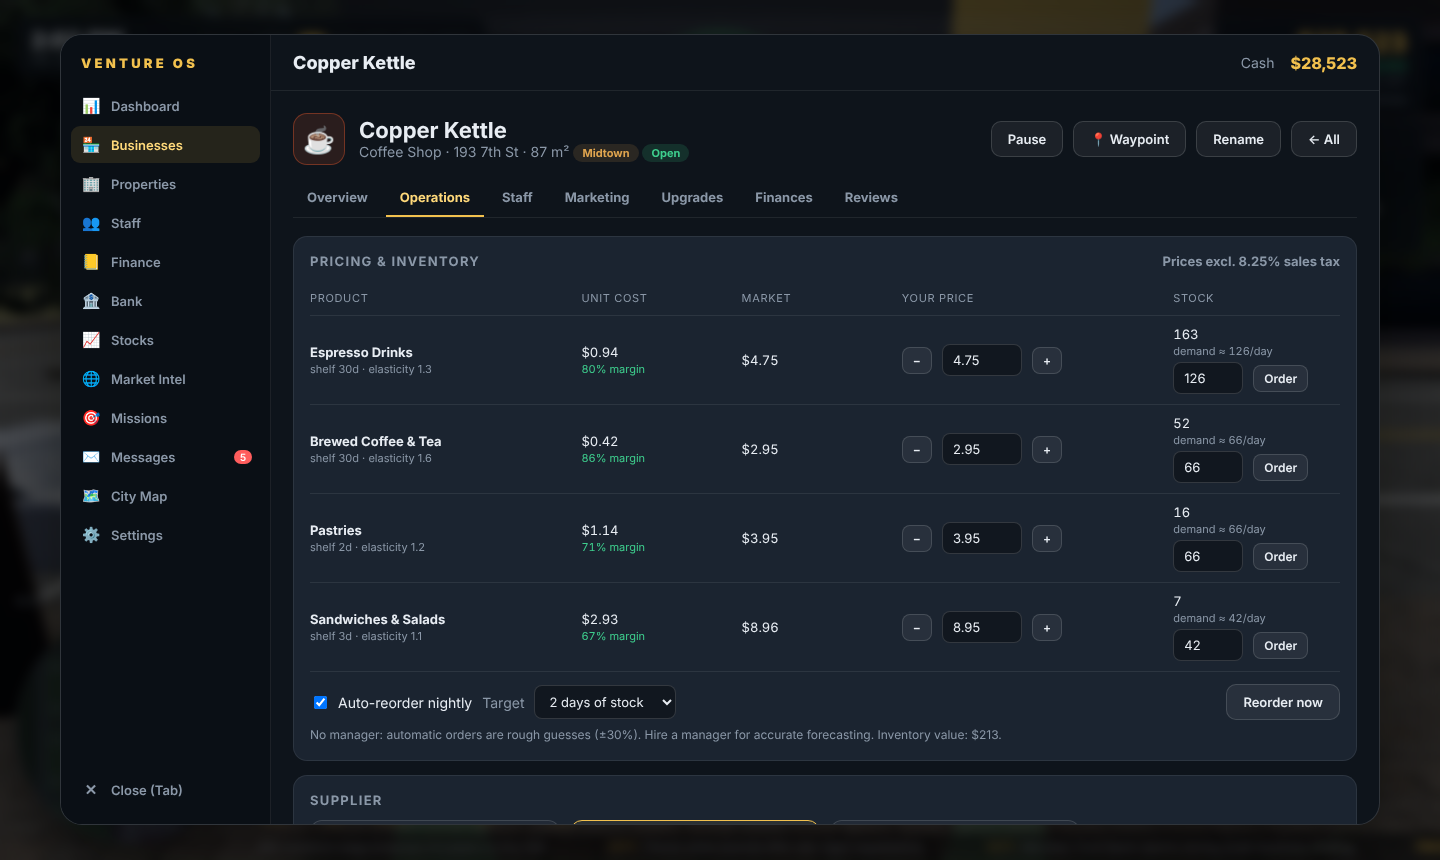 VENTURE OS
Dashboard
Businesses
Properties
Staff
Finance
Bank
Stocks
Market Intel
Missions
Messages 5
City Map
Settings
✕ Close (Tab)
Copper Kettle
Cash $28,523
Copper Kettle
Coffee Shop · 193 7th St · 87 m² Midtown Open
Pause
Waypoint
Rename
← All
Overview Operations Staff Marketing Upgrades Finances Reviews
PRICING & INVENTORY
Prices excl. 8.25% sales tax
PRODUCT UNIT COST MARKET YOUR PRICE STOCK
Espresso Drinks
shelf 30d · elasticity 1.3
$0.94
80% margin
$4.75
− 4.75 +
163
demand ≈ 126/day
126 Order
Brewed Coffee & Tea
shelf 30d · elasticity 1.6
$0.42
86% margin
$2.95
− 2.95 +
52
demand ≈ 66/day
66 Order
Pastries
shelf 2d · elasticity 1.2
$1.14
71% margin
$3.95
− 3.95 +
16
demand ≈ 66/day
66 Order
Sandwiches & Salads
shelf 3d · elasticity 1.1
$2.93
67% margin
$8.96
− 8.95 +
7
demand ≈ 42/day
42 Order
Auto-reorder nightly Target 2 days of stock
Reorder now
No manager: automatic orders are rough guesses (±30%). Hire a manager for accurate forecasting. Inventory value: $213.
SUPPLIER